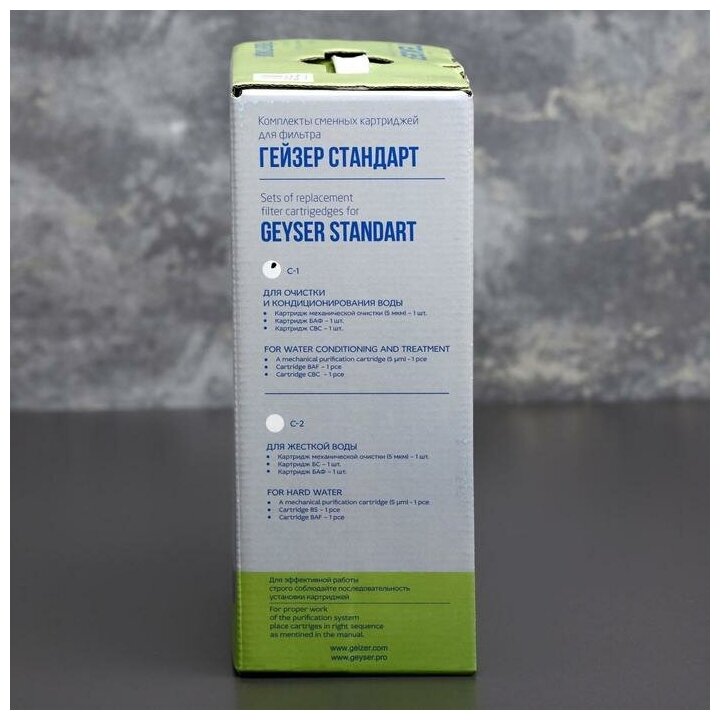 Комплекты сменных картриджей
для фильтра
ГЕЙЗЕР СТАНДАРТ
Sets of replacement
filter cartrigedges for
GEYSER STANDART
С-1
ДЛЯ ОЧИСТКИ
И КОНДИЦИОНИРОВАНИЯ ВОДЫ
• Картридж механической очистки (5 мкм) – 1 шт.
• Картридж БАФ – 1 шт.
• Картридж СВС – 1 шт.
FOR WATER CONDITIONING AND TREATMENT
• A mechanical purification cartridge (5 μm) - 1 pce
• Cartridge BAF – 1 pce
• Cartridge CBC – 1 pce
С-2
ДЛЯ ЖЕСТКОЙ ВОДЫ
• Картридж механической очистки (5 мкм) – 1 шт.
• Картридж БС – 1 шт.
• Картридж БАФ – 1 шт.
FOR HARD WATER
• A mechanical purification cartridge (5 μm) - 1 pce
• Cartridge BS – 1 pce
• Cartridge BAF – 1 pce
Для эффективной работы
строго соблюдайте последовательность
установки картриджей
For proper work
of the purification system
place cartriges in right sequence
as mentined in the manual.
www.geizer.com
www.geyser.pro